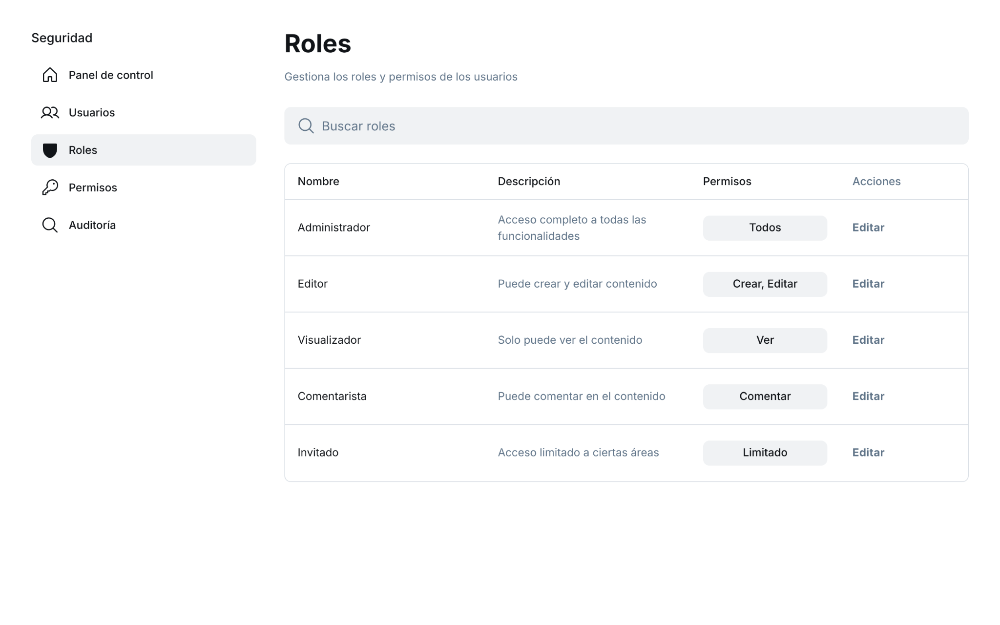 Seguridad
Panel de control
Usuarios
Roles
Permisos
Auditoría
Roles
Gestiona los roles y permisos de los usuarios
Buscar roles
Nombre Descripción Permisos Acciones
Administrador Acceso completo a todas las funcionalidades Todos Editar
Editor Puede crear y editar contenido Crear, Editar Editar
Visualizador Solo puede ver el contenido Ver Editar
Comentarista Puede comentar en el contenido Comentar Editar
Invitado Acceso limitado a ciertas áreas Limitado Editar